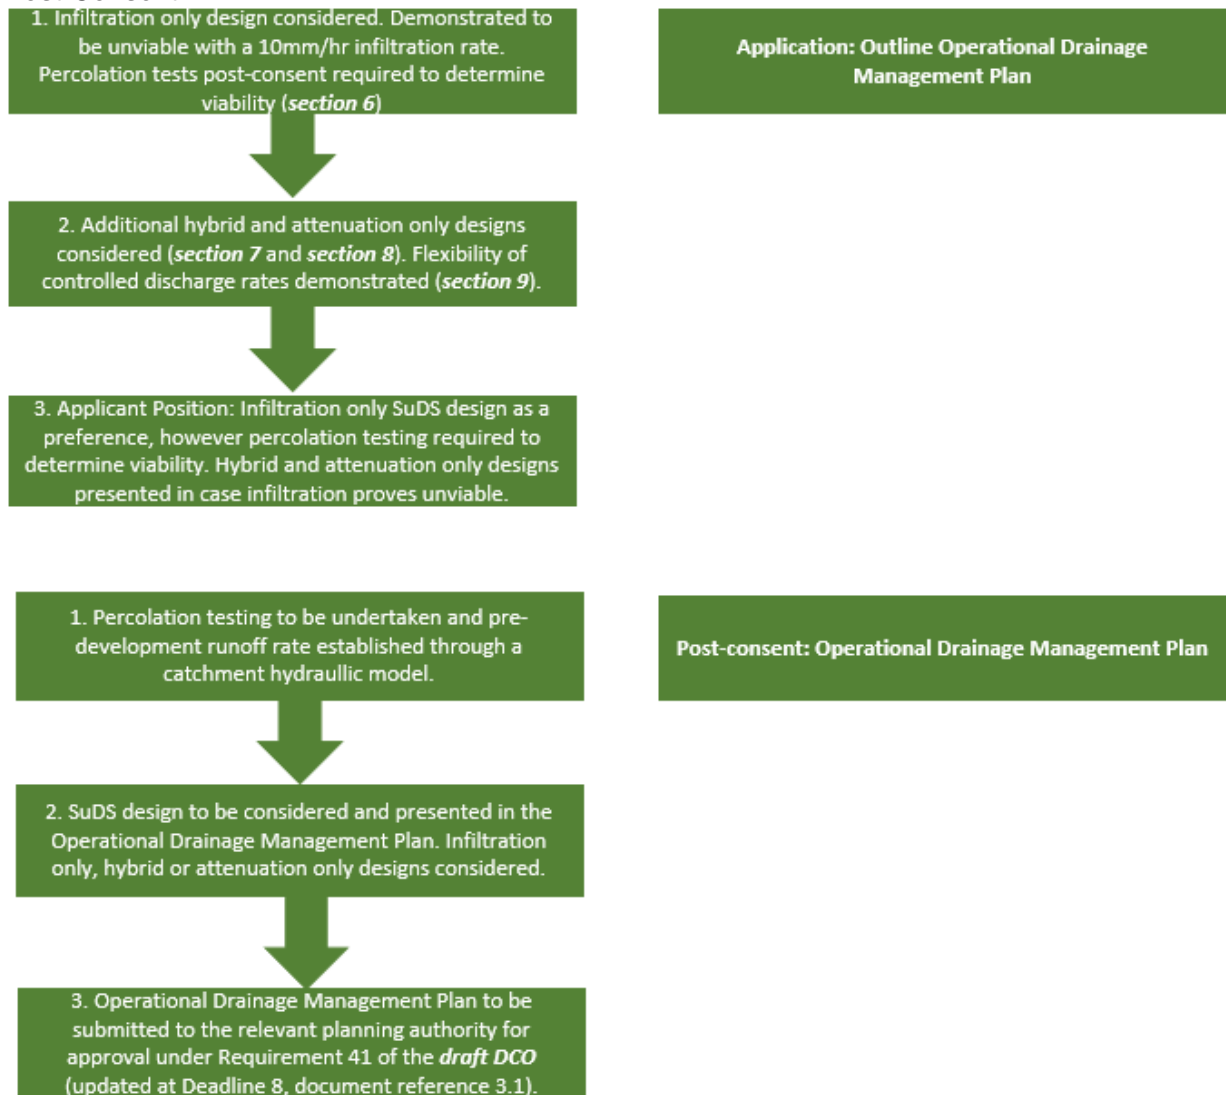 1. Infiltration only design considered. Demonstrated to
be unviable with a 10mm/hr infiltration rate.
Percolation tests post-consent required to determine
viability (section 6)
Application: Outline Operational Drainage
Management Plan
2. Additional hybrid and attenuation only designs
considered (section 7 and section 8). Flexibility of
controlled discharge rates demonstrated (section 9).
3. Applicant Position: Infiltration only SuDS design as a
preference, however percolation testing required to
determine viability. Hybrid and attenuation only designs
presented in case infiltration proves unviable.
1. Percolation testing to be undertaken and pre-
development runoff rate established through a
catchment hydraullic model.
Post-consent: Operational Drainage Management Plan
2. SuDS design to be considered and presented in the
Operational Drainage Management Plan. Infiltration
only, hybrid or attenuation only designs considered.
3. Operational Drainage Management Plan to be
submitted to the relevant planning authority for
approval under Requirement 41 of the draft DCO
(updated at Deadline 8, document reference 3.1).